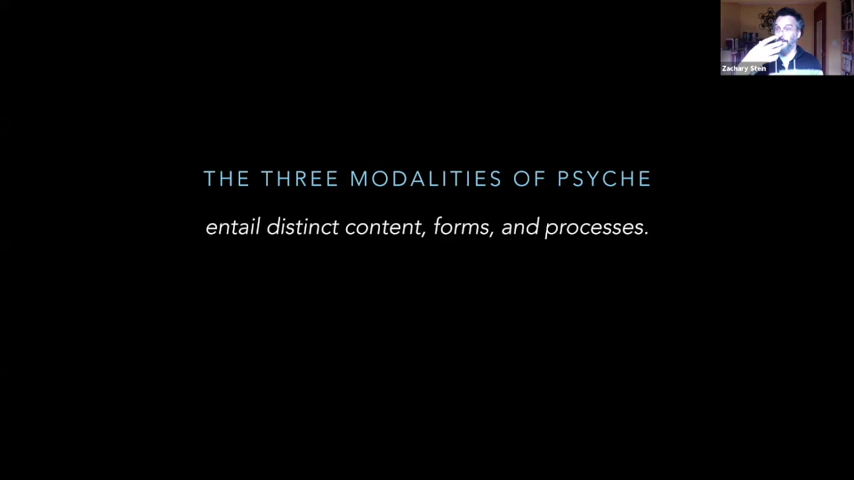 Zachary Stein
THE THREE MODALITIES OF PSYCHE
entail distinct content, forms, and processes.